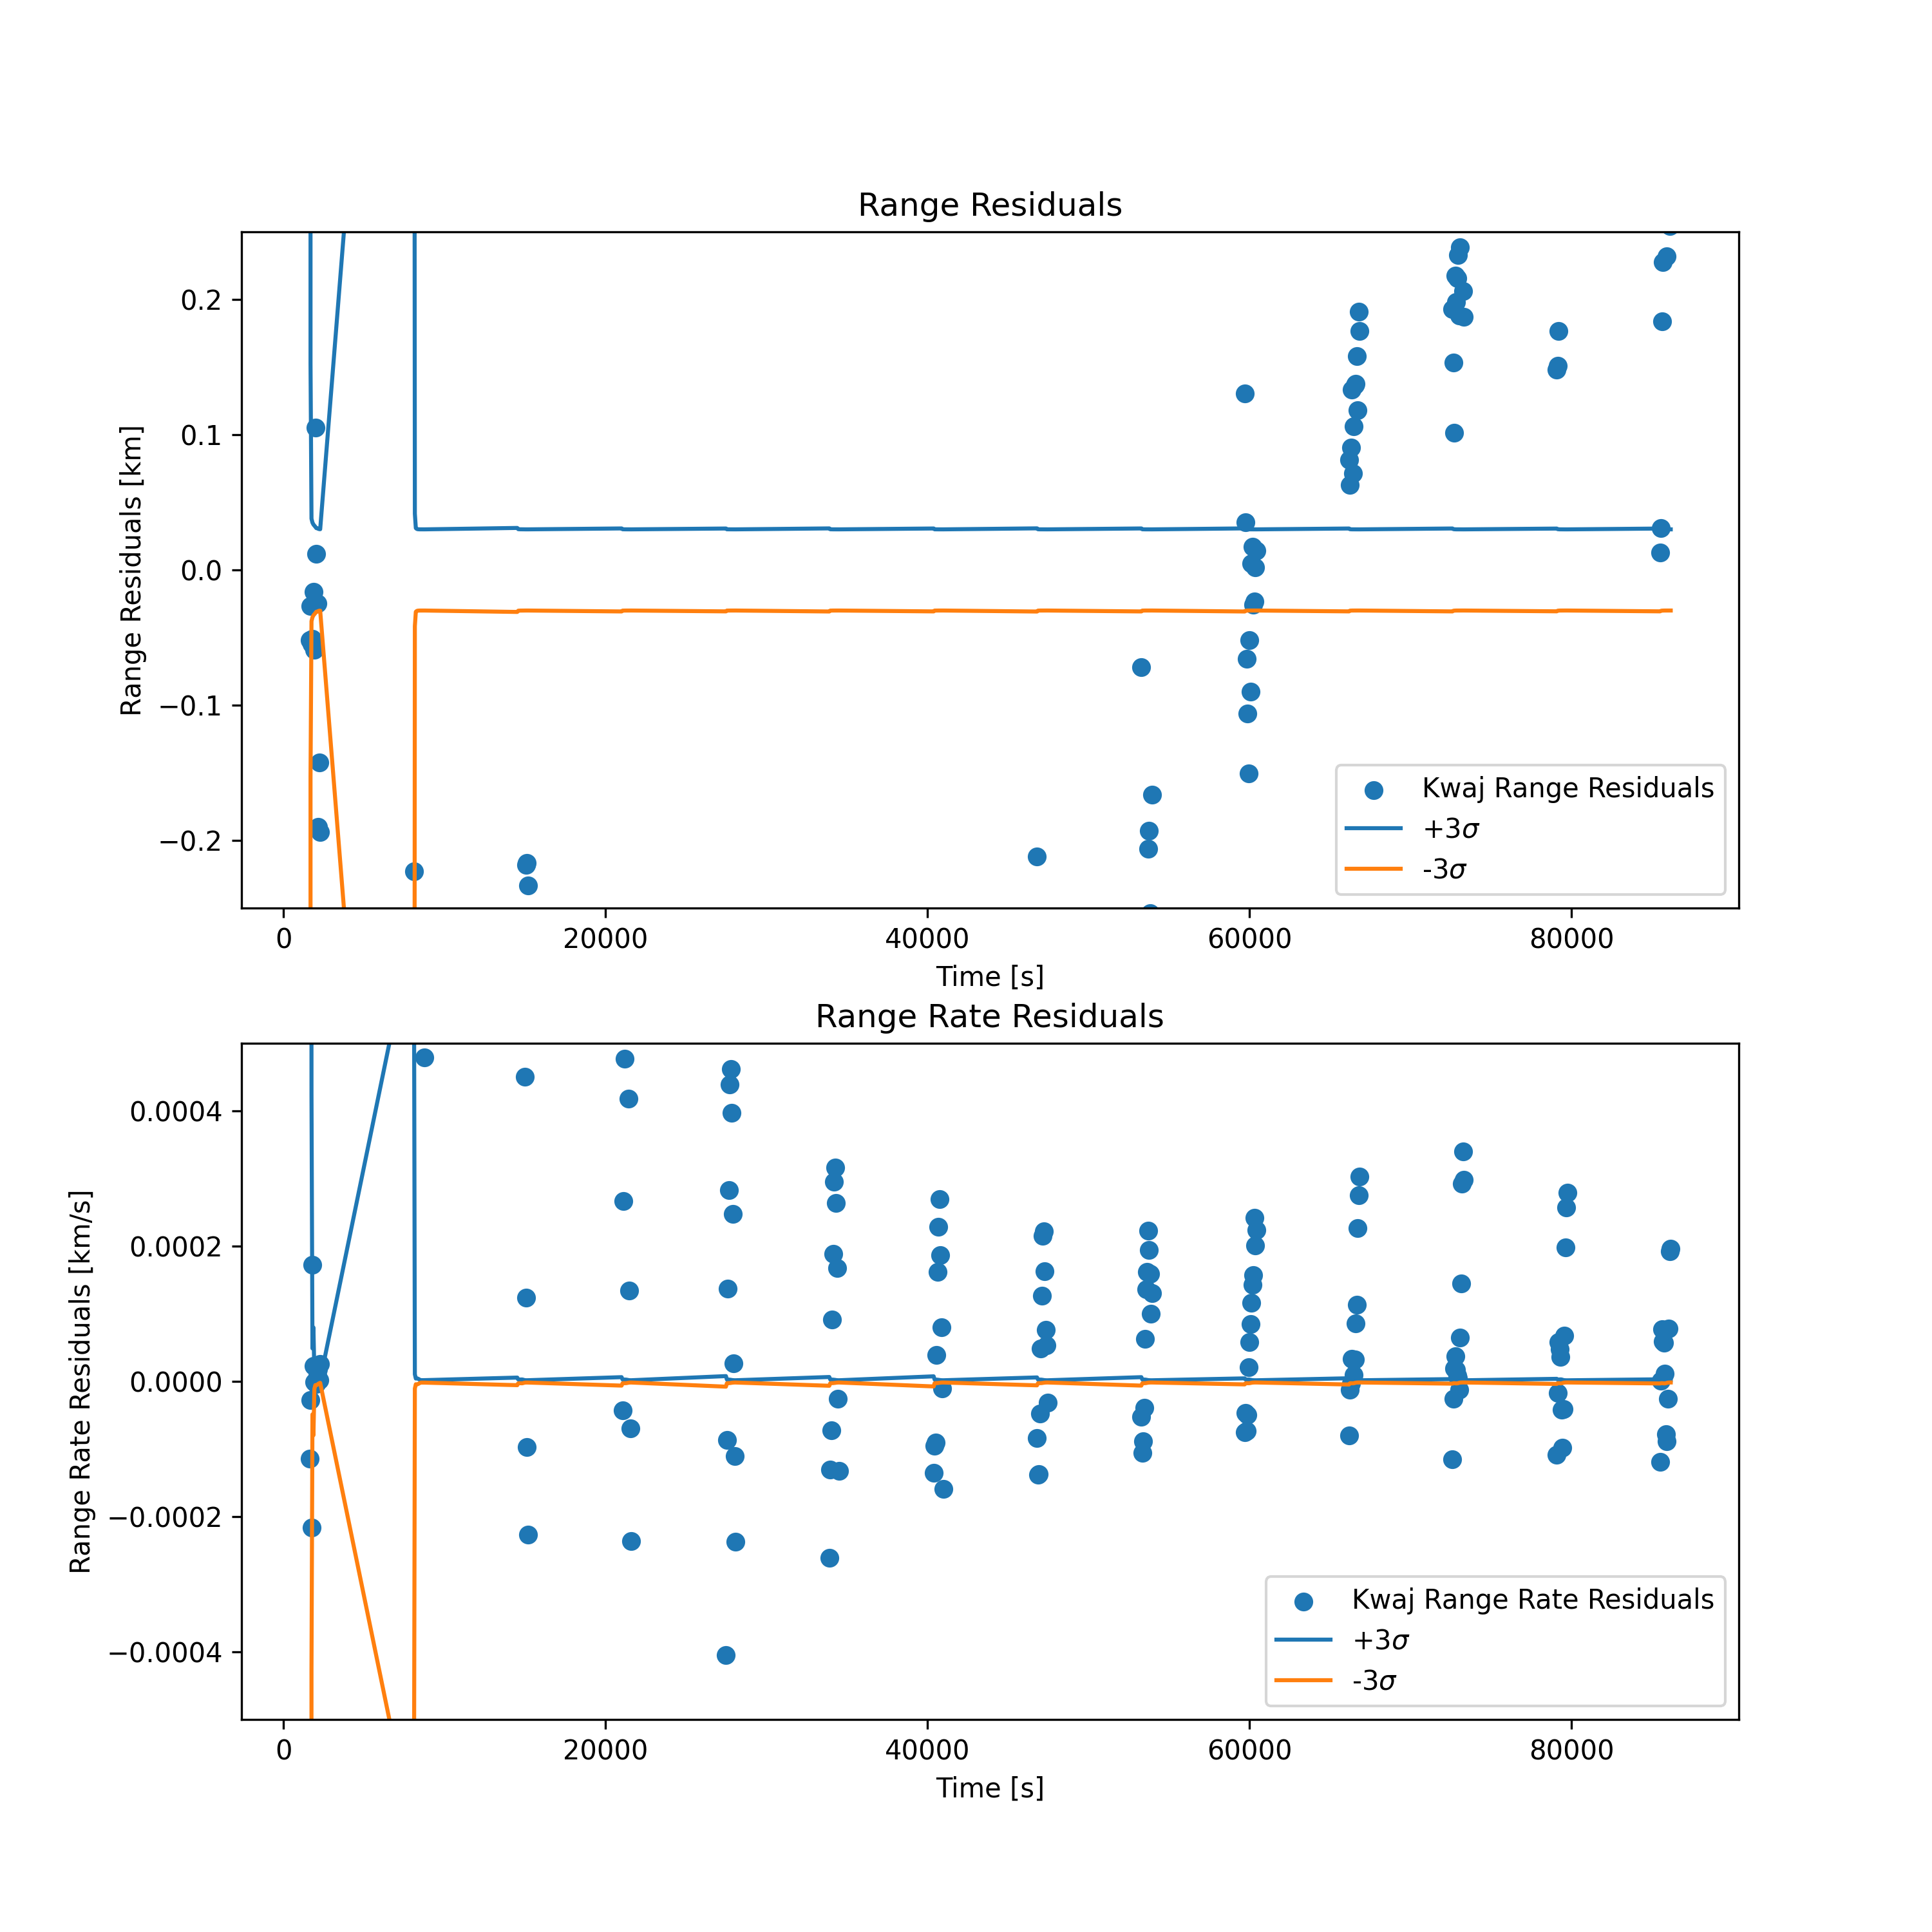 Range Residuals
Range Residuals [km]
0.2
0.1
0.0
−0.1
−0.2
Kwaj Range Residuals
+3σ
-3σ
0 20000 40000 60000 80000
Time [s]
Range Rate Residuals
Range Rate Residuals [km/s]
0.0004
0.0002
0.0000
−0.0002
−0.0004
Kwaj Range Rate Residuals
+3σ
-3σ
0 20000 40000 60000 80000
Time [s]